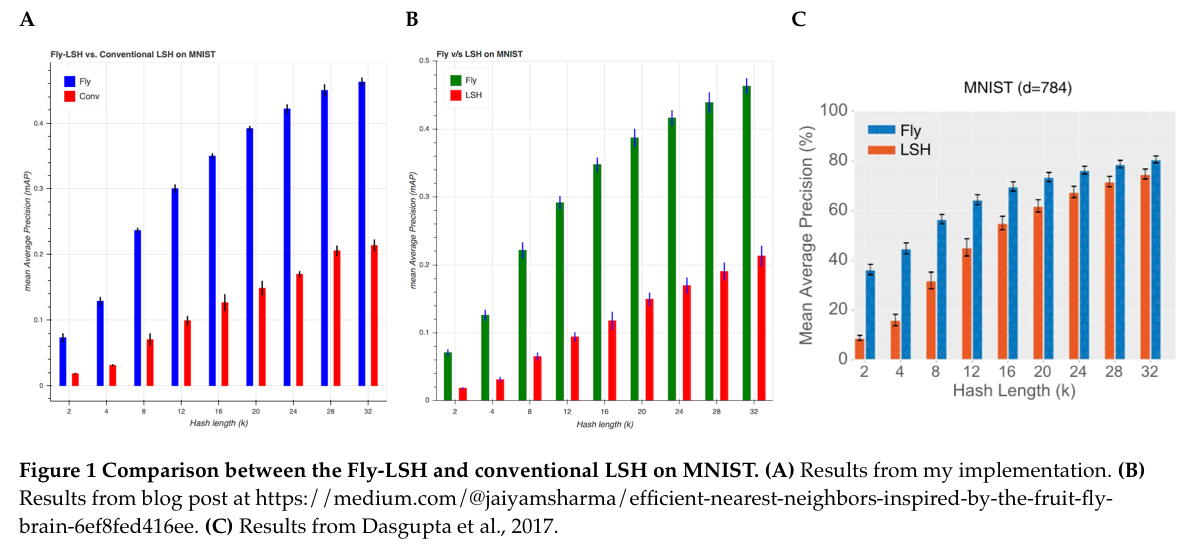 A
B
C
Fly-LSH vs. Conventional LSH on MNIST
Fly
Conv
mean Average Precision (mAP)
0.4
0.3
0.2
0.1
0
2 4 8 12 16 20 24 28 32
Hash length (k)
Fly v/s LSH on MNIST
Fly
LSH
mean Average Precision (mAP)
0.5
0.4
0.3
0.2
0.1
0
2 4 8 12 16 20 24 28 32
Hash length (k)
MNIST (d=784)
Fly
LSH
Mean Average Precision (%)
100
80
60
40
20
0
2 4 8 12 16 20 24 28 32
Hash Length (k)
Figure 1 Comparison between the Fly-LSH and conventional LSH on MNIST. (A) Results from my implementation. (B)
Results from blog post at https://medium.com/@jaiyamsharma/efficient-nearest-neighbors-inspired-by-the-fruit-fly-
brain-6ef8fed416ee. (C) Results from Dasgupta et al., 2017.